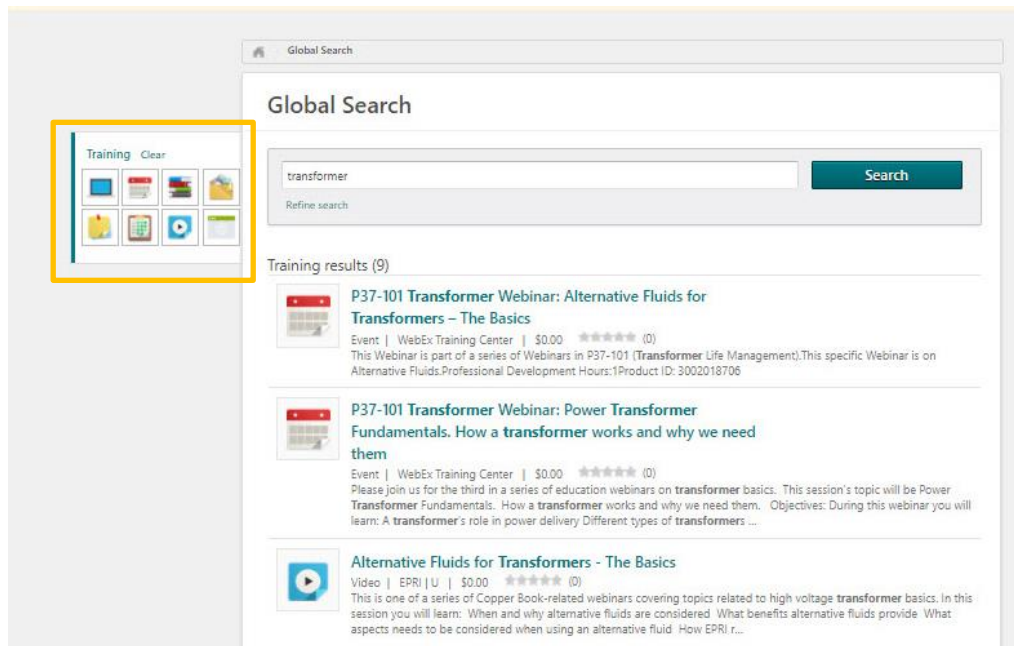 Global Search
Global Search
Training Clear
transformer
Search
Refine search
Training results (9)
P37-101 Transformer Webinar: Alternative Fluids for
Transformers – The Basics
Event | WebEx Training Center | $0.00 (0)
This Webinar is part of a series of Webinars in P37-101 (Transformer Life Management).This specific Webinar is on
Alternative Fluids.Professional Development Hours:1Product ID: 3002018706
P37-101 Transformer Webinar: Power Transformer
Fundamentals. How a transformer works and why we need
them
Event | WebEx Training Center | $0.00 (0)
Please join us for the third in a series of education webinars on transformer basics. This session's topic will be Power
Transformer Fundamentals. How a transformer works and why we need them. Objectives: During this webinar you will
learn: A transformer's role in power delivery Different types of transformers ...
Alternative Fluids for Transformers - The Basics
Video | EPRI|U | $0.00 (0)
This is one of a series of Copper Book-related webinars covering topics related to high voltage transformer basics. In this
session you will learn: When and why alternative fluids are considered What benefits alternative fluids provide What
aspects needs to be considered when using an alternative fluid How EPRI r...